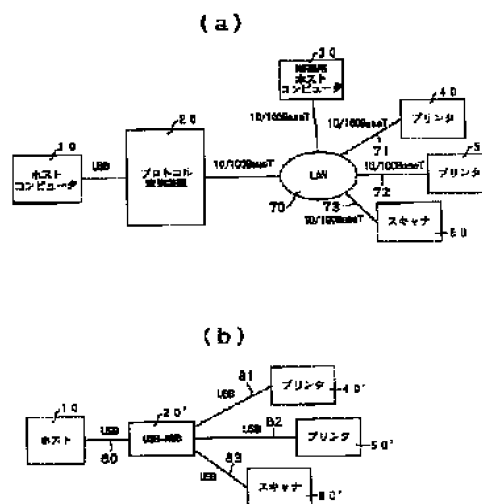 (a)
30
ホスト
コンピュータ
20
10/100BaseT
40
プリンタ
10
ホスト
コンピュータ
USB
プロトコル
変換装置
10/100BaseT
LAN
10/100BaseT
71
10/100BaseT
72
プリンタ
5
70
73
10/100BaseT
スキャナ
60
(b)
10
ホスト
USB
80
20'
USB-HUB
81
USB
プリンタ
40'
USB
82
プリンタ
50'
USB
83
スキャナ
60'